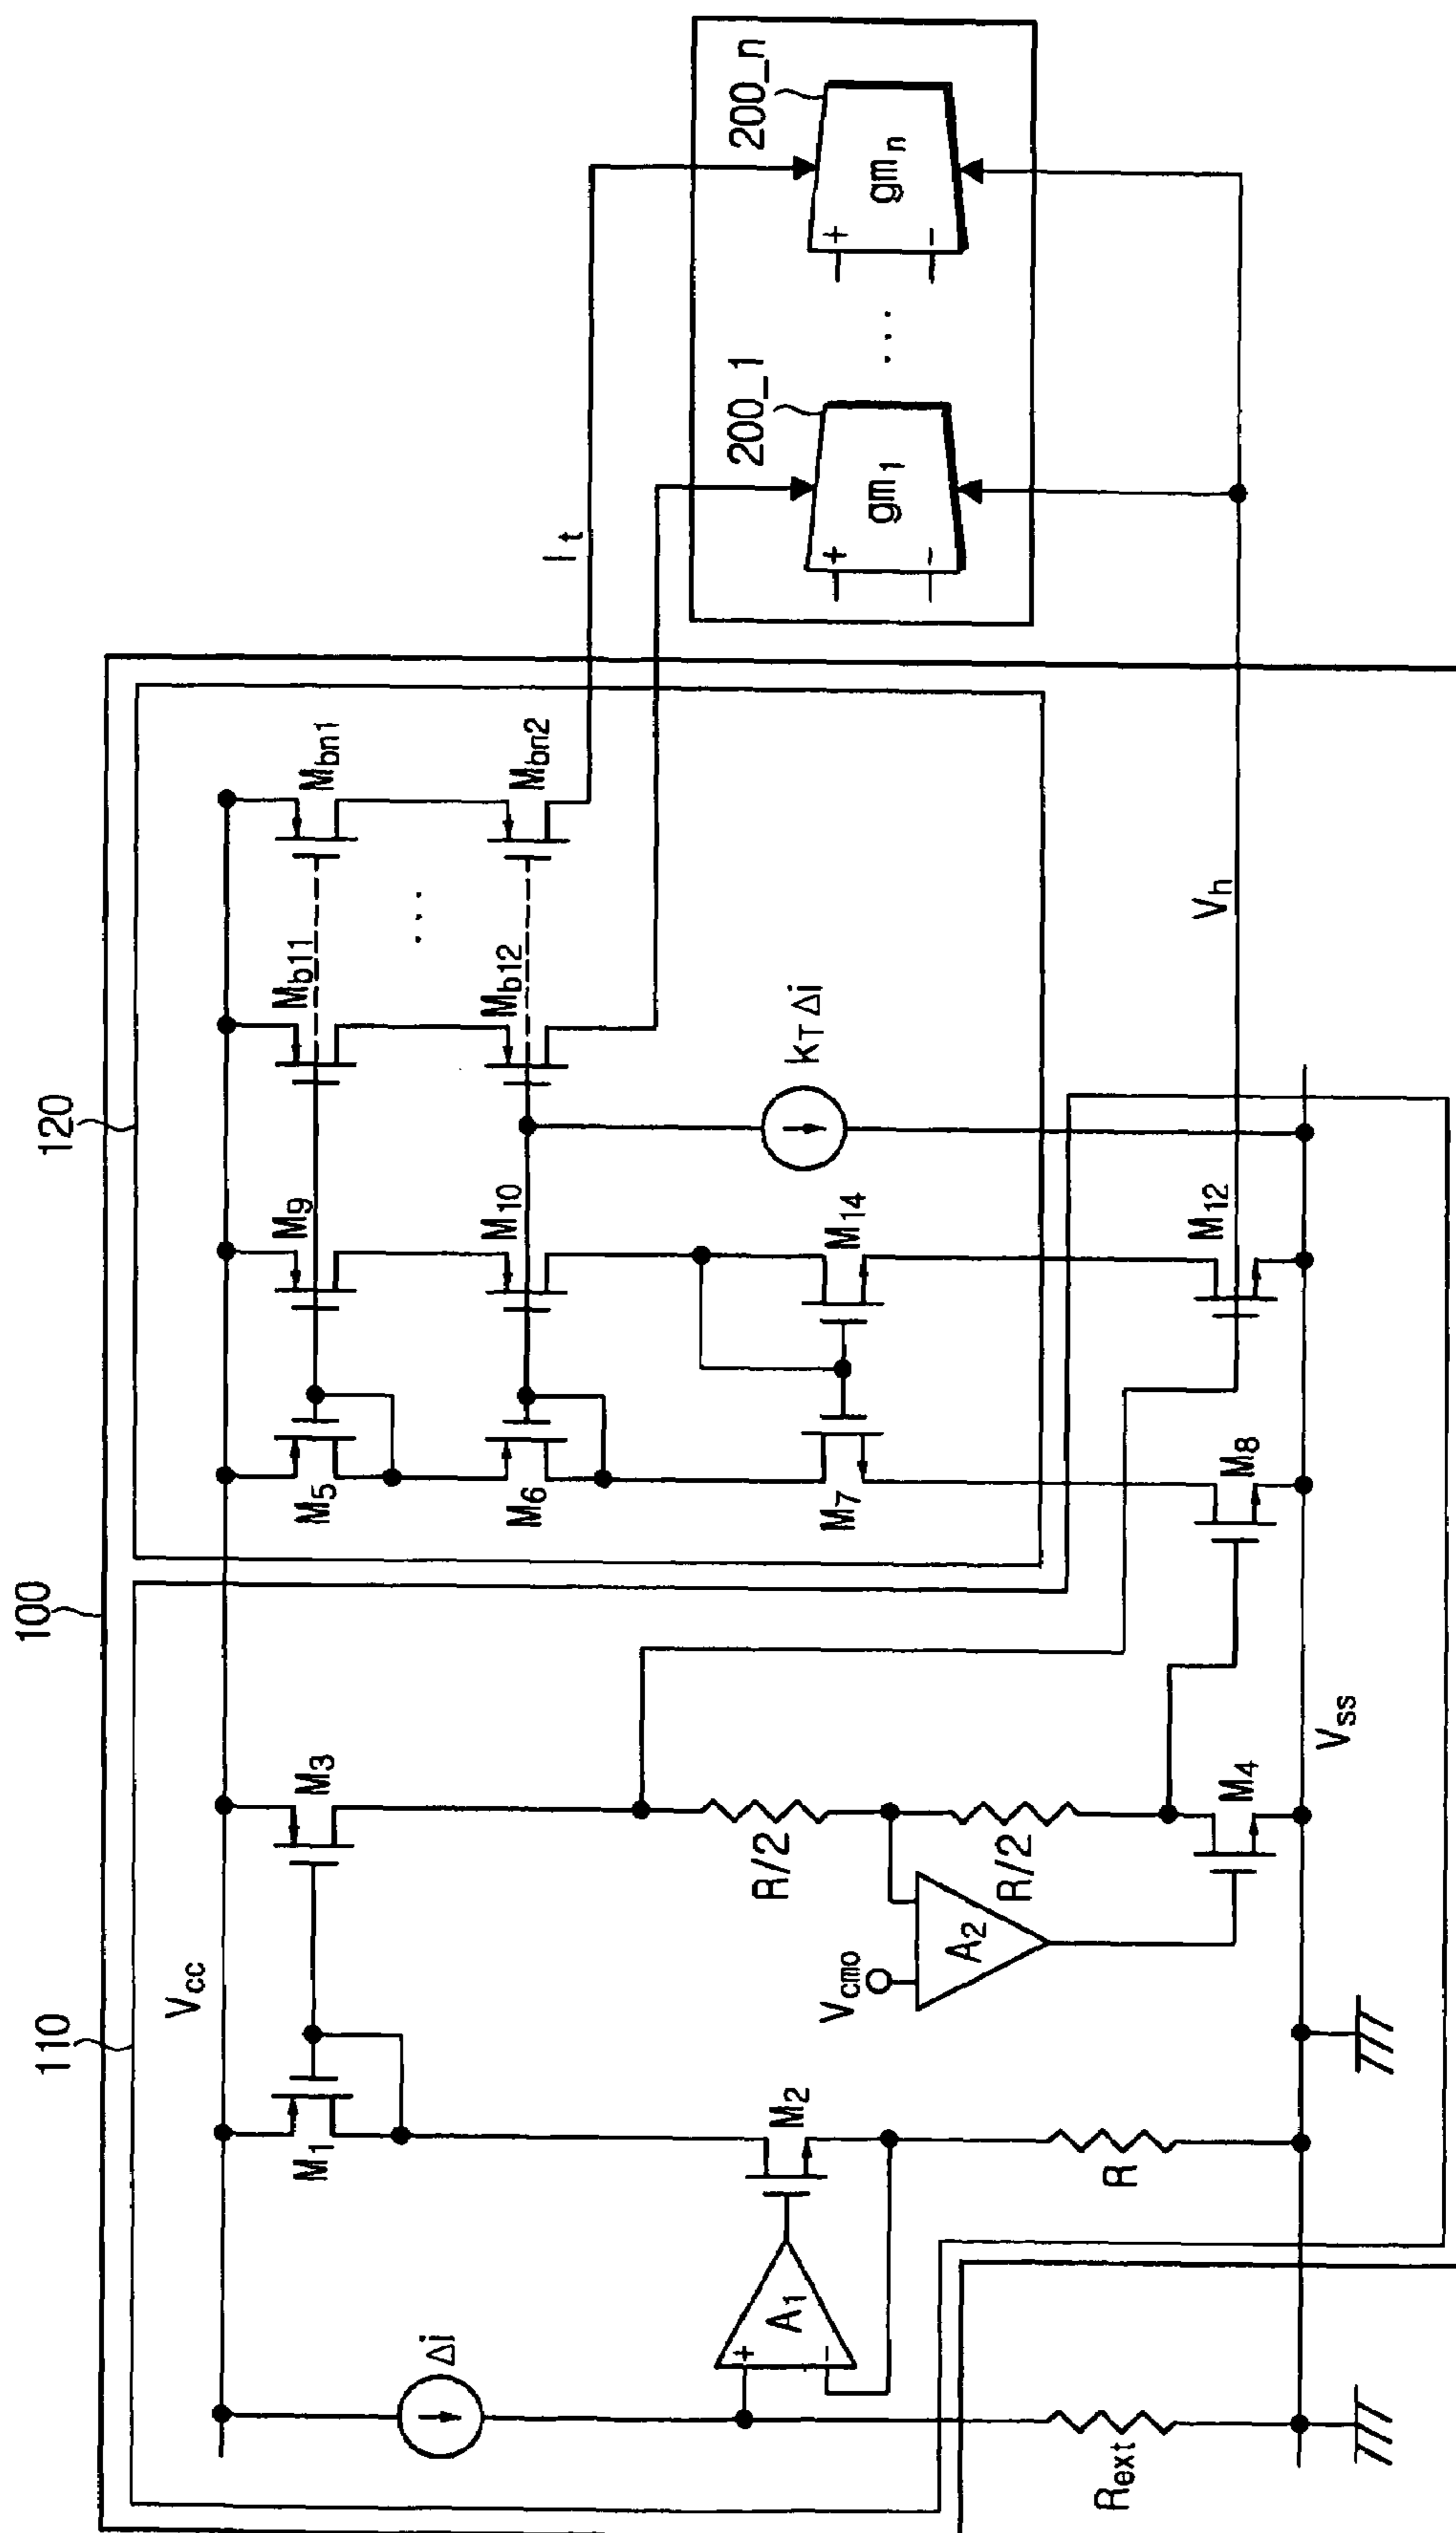 100
110
120
V_cc
Δi
R_ext
A_1
+
-
M_1
M_2
R
M_3
R/2
R/2
V_cmo
A_2
M_4
V_ss
M_5
M_6
M_7
M_8
M_9
M_10
M_14
M_12
k_T Δi
M_b11
M_b12
...
M_bn1
M_bn2
I_t
V_h
200_1
gm_1
+
-
...
200_n
gm_n
+
-